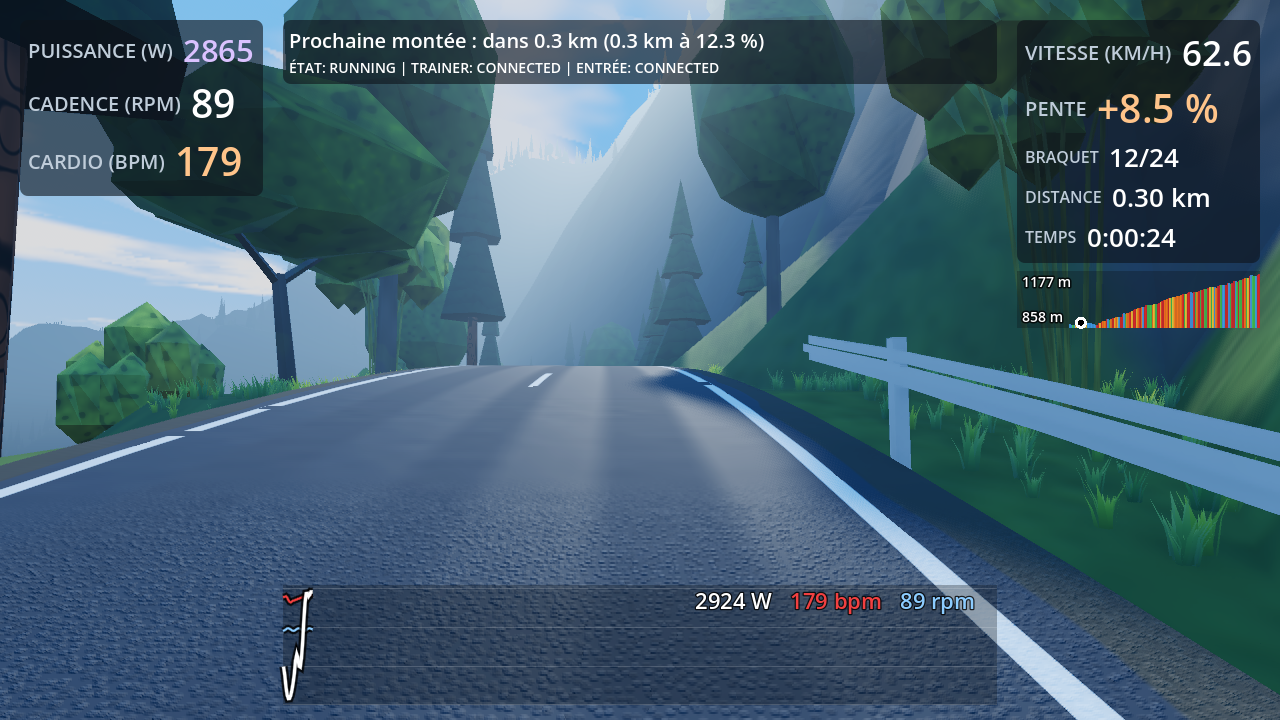 PUISSANCE (W) 2865
CADENCE (RPM) 89
CARDIO (BPM) 179
Prochaine montée : dans 0.3 km (0.3 km à 12.3 %)
ÉTAT: RUNNING | TRAINER: CONNECTED | ENTRÉE: CONNECTED
VITESSE (KM/H) 62.6
PENTE +8.5 %
BRAQUET 12/24
DISTANCE 0.30 km
TEMPS 0:00:24
1177 m
858 m
2924 W 179 bpm 89 rpm